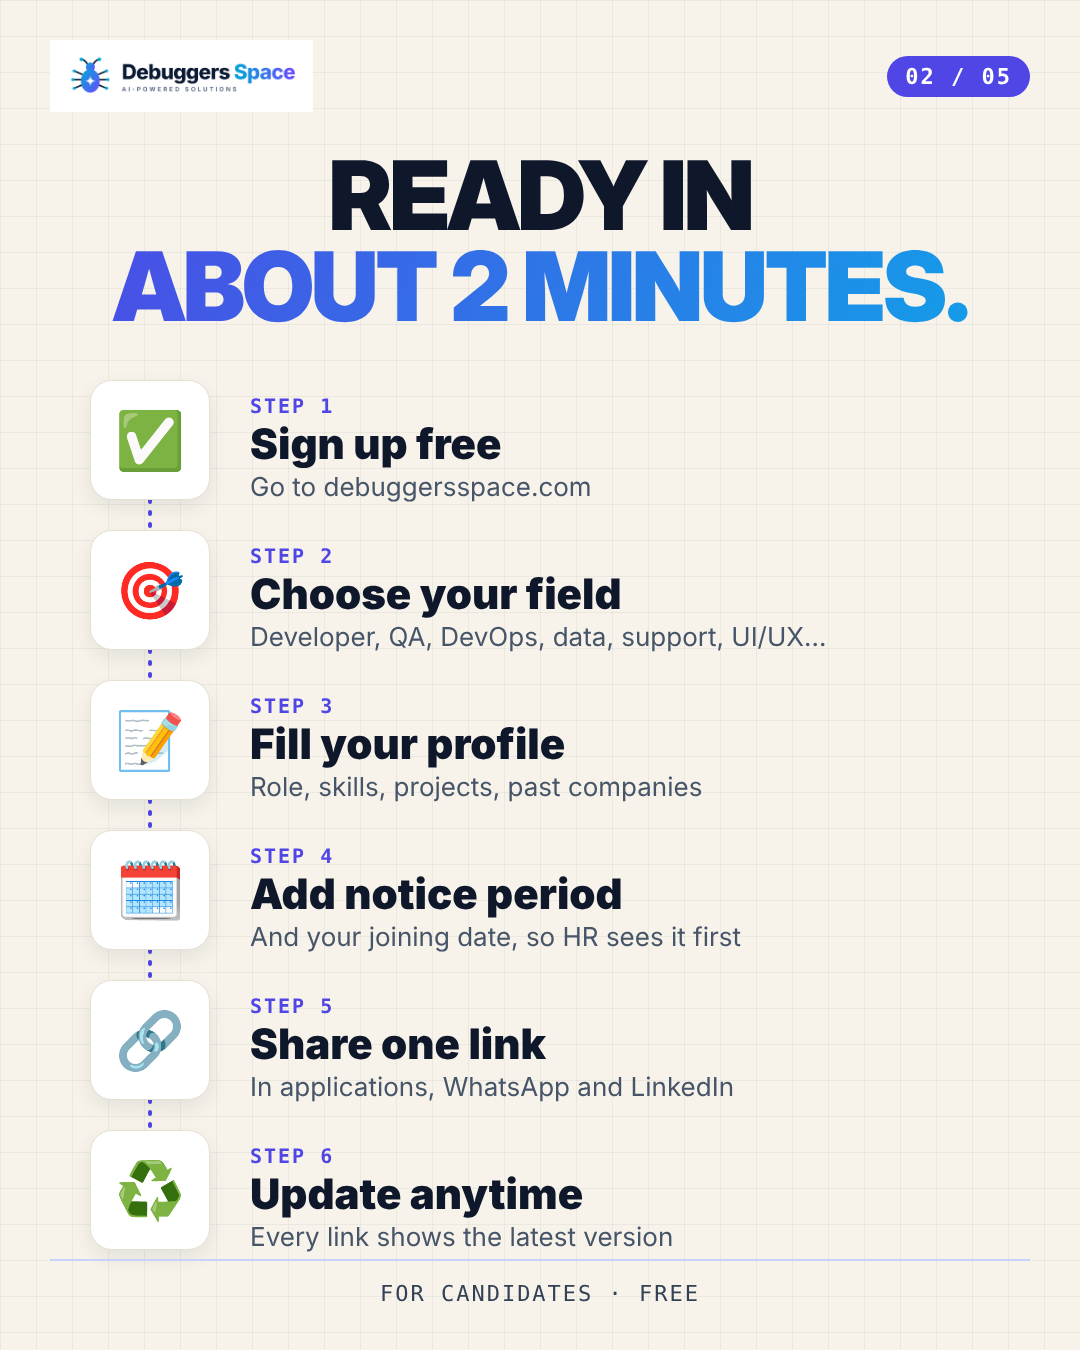 Debuggers Space
AI-POWERED SOLUTIONS
02 / 05
READY IN
ABOUT 2 MINUTES.
STEP 1
Sign up free
Go to debuggersspace.com
STEP 2
Choose your field
Developer, QA, DevOps, data, support, UI/UX...
STEP 3
Fill your profile
Role, skills, projects, past companies
STEP 4
Add notice period
And your joining date, so HR sees it first
STEP 5
Share one link
In applications, WhatsApp and LinkedIn
STEP 6
Update anytime
Every link shows the latest version
FOR CANDIDATES · FREE